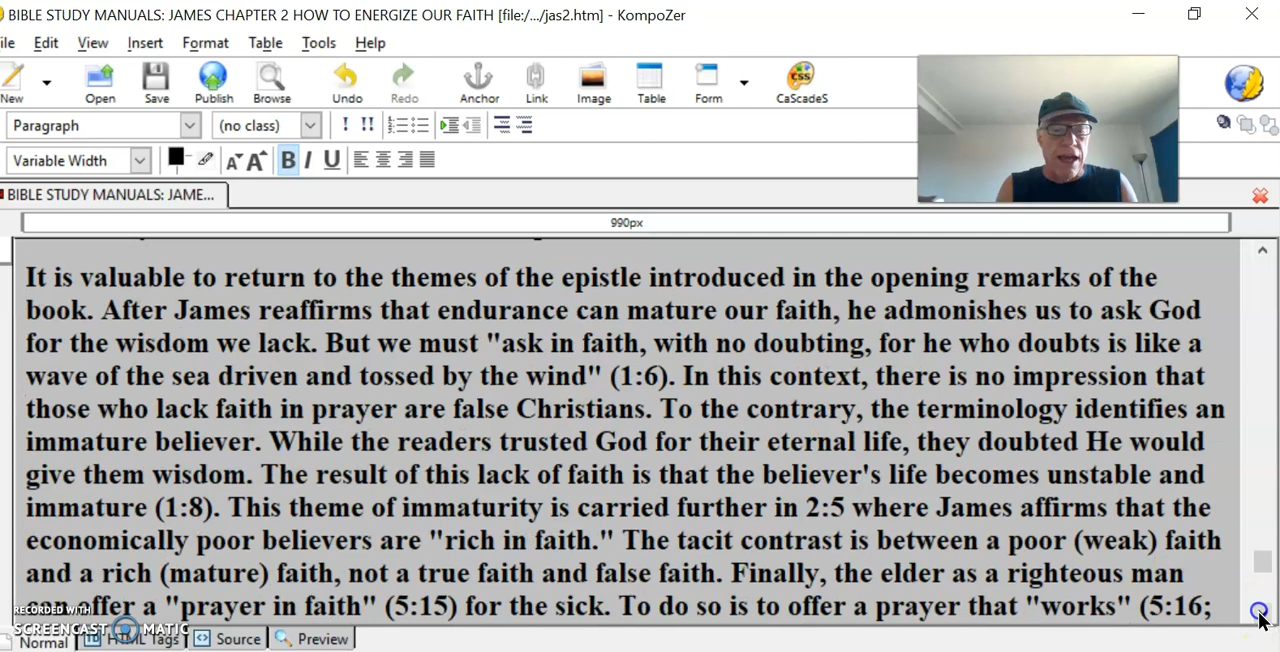 BIBLE STUDY MANUALS: JAMES CHAPTER 2 HOW TO ENERGIZE OUR FAITH [file:/.../jas2.htm] - KompoZer
ile Edit View Insert Format Table Tools Help
New Open Save Publish Browse Undo Redo Anchor Link Image Table Form CaScadeS
Paragraph (no class) ! !!
Variable Width A A B I U
BIBLE STUDY MANUALS: JAME...
990px
It is valuable to return to the themes of the epistle introduced in the opening remarks of the
book. After James reaffirms that endurance can mature our faith, he admonishes us to ask God
for the wisdom we lack. But we must "ask in faith, with no doubting, for he who doubts is like a
wave of the sea driven and tossed by the wind" (1:6). In this context, there is no impression that
those who lack faith in prayer are false Christians. To the contrary, the terminology identifies an
immature believer. While the readers trusted God for their eternal life, they doubted He would
give them wisdom. The result of this lack of faith is that the believer's life becomes unstable and
immature (1:8). This theme of immaturity is carried further in 2:5 where James affirms that the
economically poor believers are "rich in faith." The tacit contrast is between a poor (weak) faith
and a rich (mature) faith, not a true faith and false faith. Finally, the elder as a righteous man
offer a "prayer in faith" (5:15) for the sick. To do so is to offer a prayer that "works" (5:16;
RECORDED WITH
SCREENCAST MATIC
Normal HTML Tags Source Preview